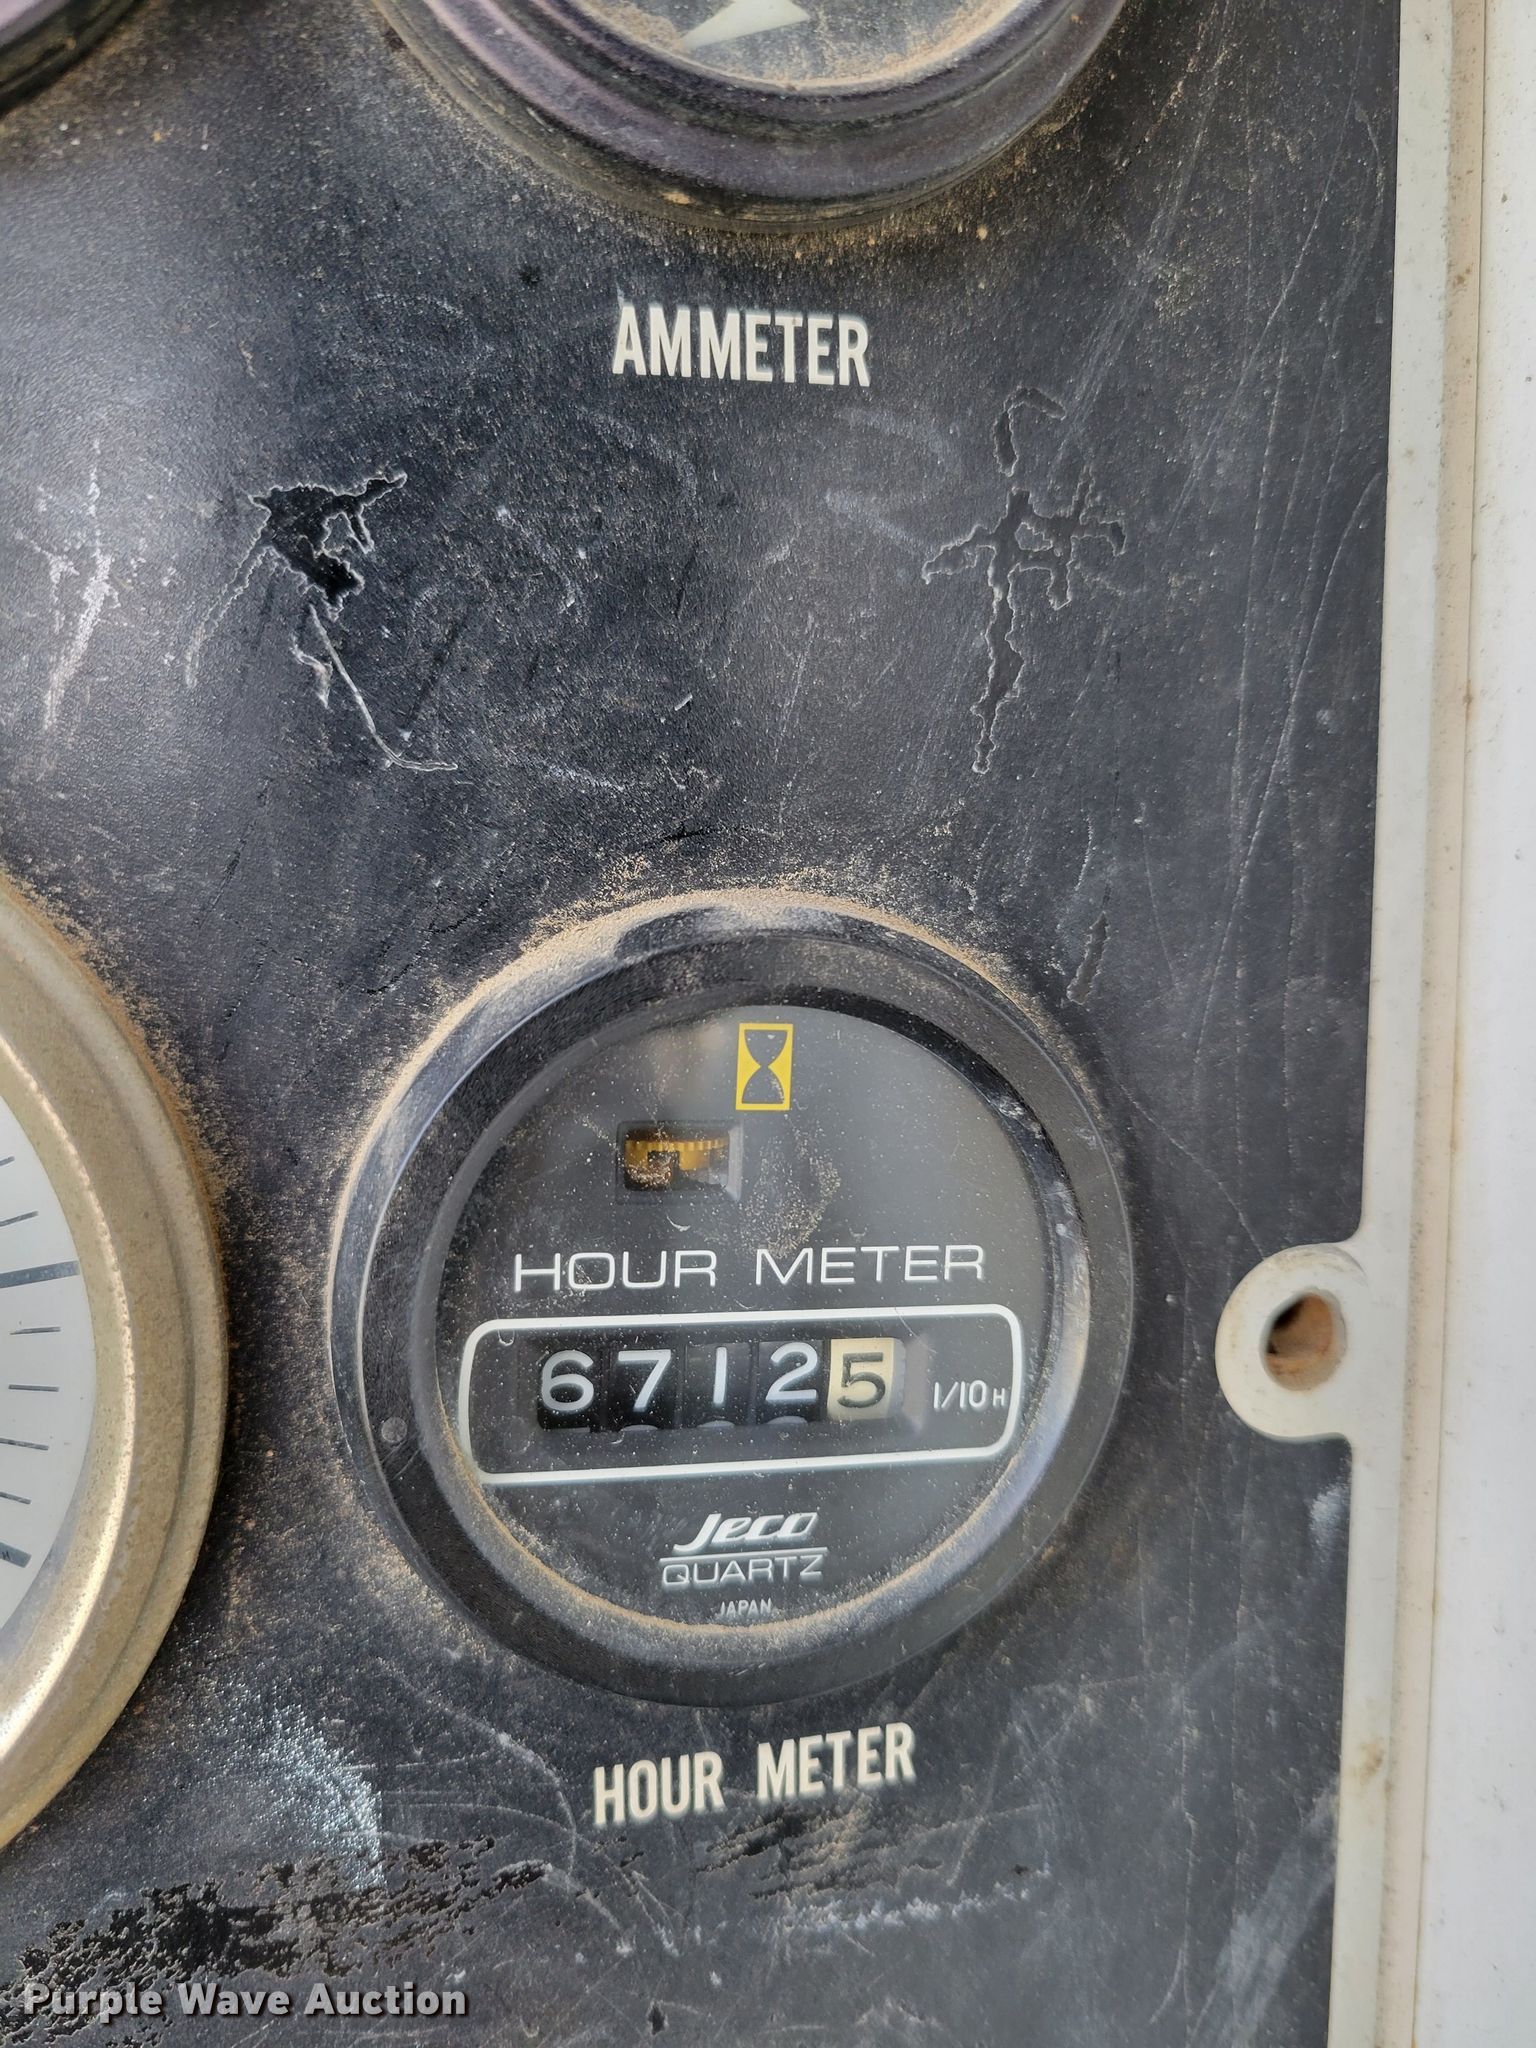 AMMETER
HOUR METER
67125 1/10H
Jeco
QUARTZ
JAPAN
HOUR METER
Purple Wave Auction